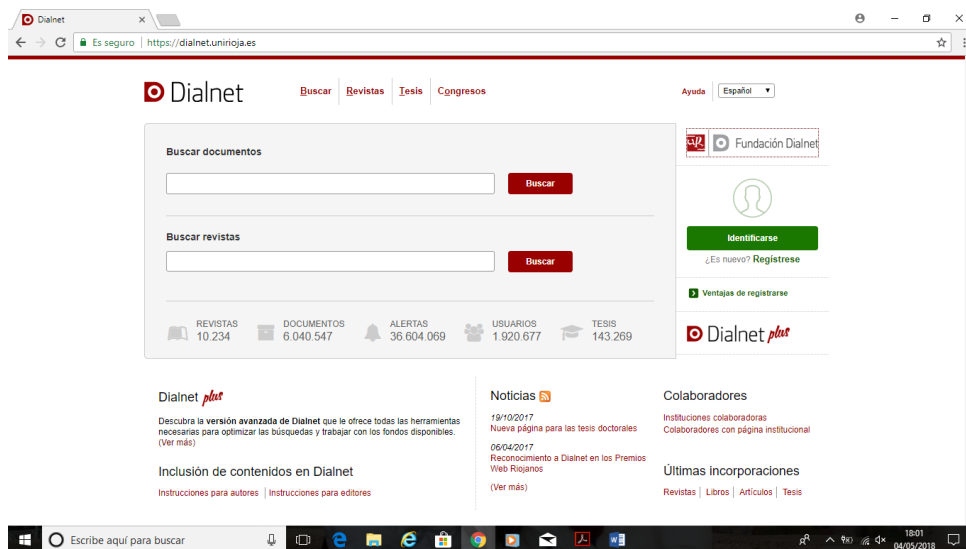 Dialnet
Es seguro | https://dialnet.unirioja.es
Dialnet
Buscar Revistas Tesis Congresos
Ayuda Español
Buscar documentos
Buscar
Buscar revistas
Buscar
REVISTAS
10.234
DOCUMENTOS
6.040.547
ALERTAS
36.604.069
USUARIOS
1.920.677
TESIS
143.269
Fundación Dialnet
Identificarse
¿Es nuevo? Regístrese
Ventajas de registrarse
Dialnet plus
Dialnet plus
Descubra la versión avanzada de Dialnet que le ofrece todas las herramientas
necesarias para optimizar las búsquedas y trabajar con los fondos disponibles.
(Ver más)
Inclusión de contenidos en Dialnet
Instrucciones para autores | Instrucciones para editores
Noticias
19/10/2017
Nueva página para las tesis doctorales
06/04/2017
Reconocimiento a Dialnet en los Premios
Web Riojanos
(Ver más)
Colaboradores
Instituciones colaboradoras
Colaboradores con página institucional
Últimas incorporaciones
Revistas | Libros | Artículos | Tesis
Escribe aquí para buscar
18:01
04/05/2018